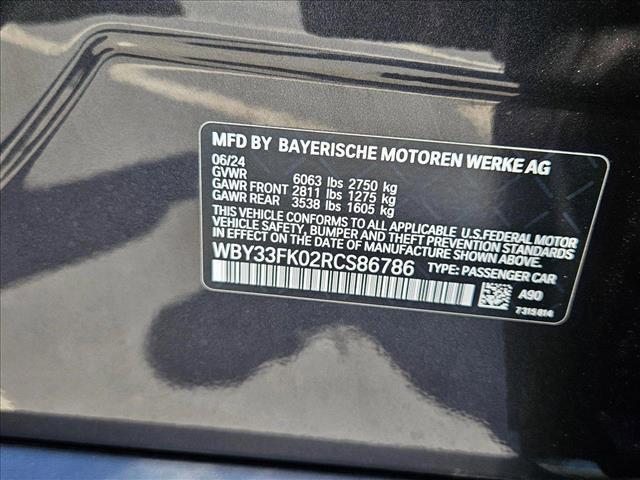 MFD BY BAYERISCHE MOTOREN WERKE AG
06/24
GVWR 6063 lbs 2750 kg
GAWR FRONT 2811 lbs 1275 kg
GAWR REAR 3538 lbs 1605 kg
THIS VEHICLE CONFORMS TO ALL APPLICABLE U.S.FEDERAL MOTOR
VEHICLE SAFETY, BUMPER AND THEFT PREVENTION STANDARDS
IN EFFECT ON THE DATE OF MANUFACTURE SHOWN ABOVE.
WBY33FK02RCS86786 TYPE: PASSENGER CAR
A90
7315814